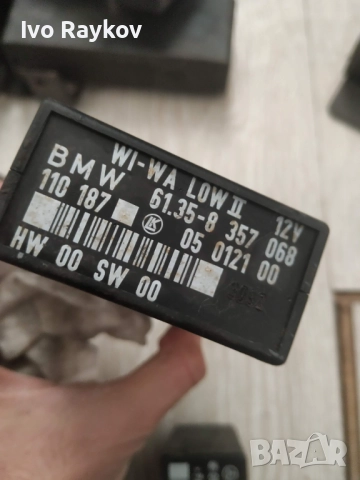 Ivo Raykov
WI-WA LOW II 12V
BMW 61.35-8 357 068
110 187 05 0121 00
LK
HW 00 SW 00
BAZAR